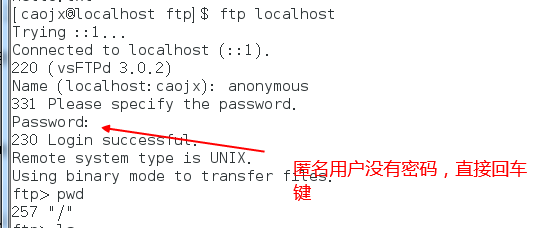 [caojx@localhost ftp]$ ftp localhost
Trying ::1...
Connected to localhost (::1).
220 (vsFTPd 3.0.2)
Name (localhost:caojx): anonymous
331 Please specify the password.
Password:
230 Login successful.
Remote system type is UNIX.
Using binary mode to transfer files.
匿名用户没有密码，直接回车
键
ftp> pwd
257 "/"